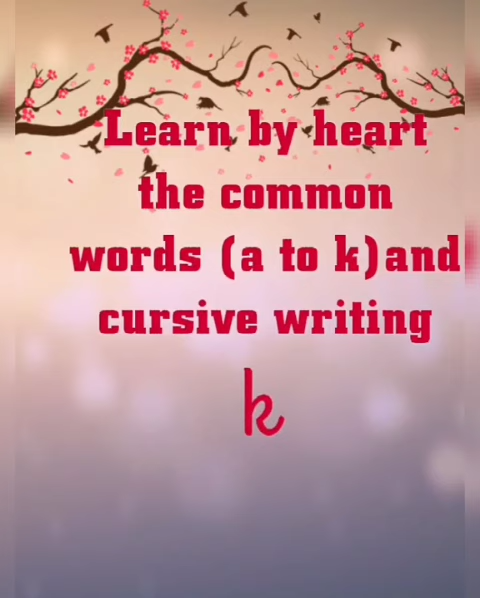 Learn by heart
the common
words (a to k)and
cursive writing
k